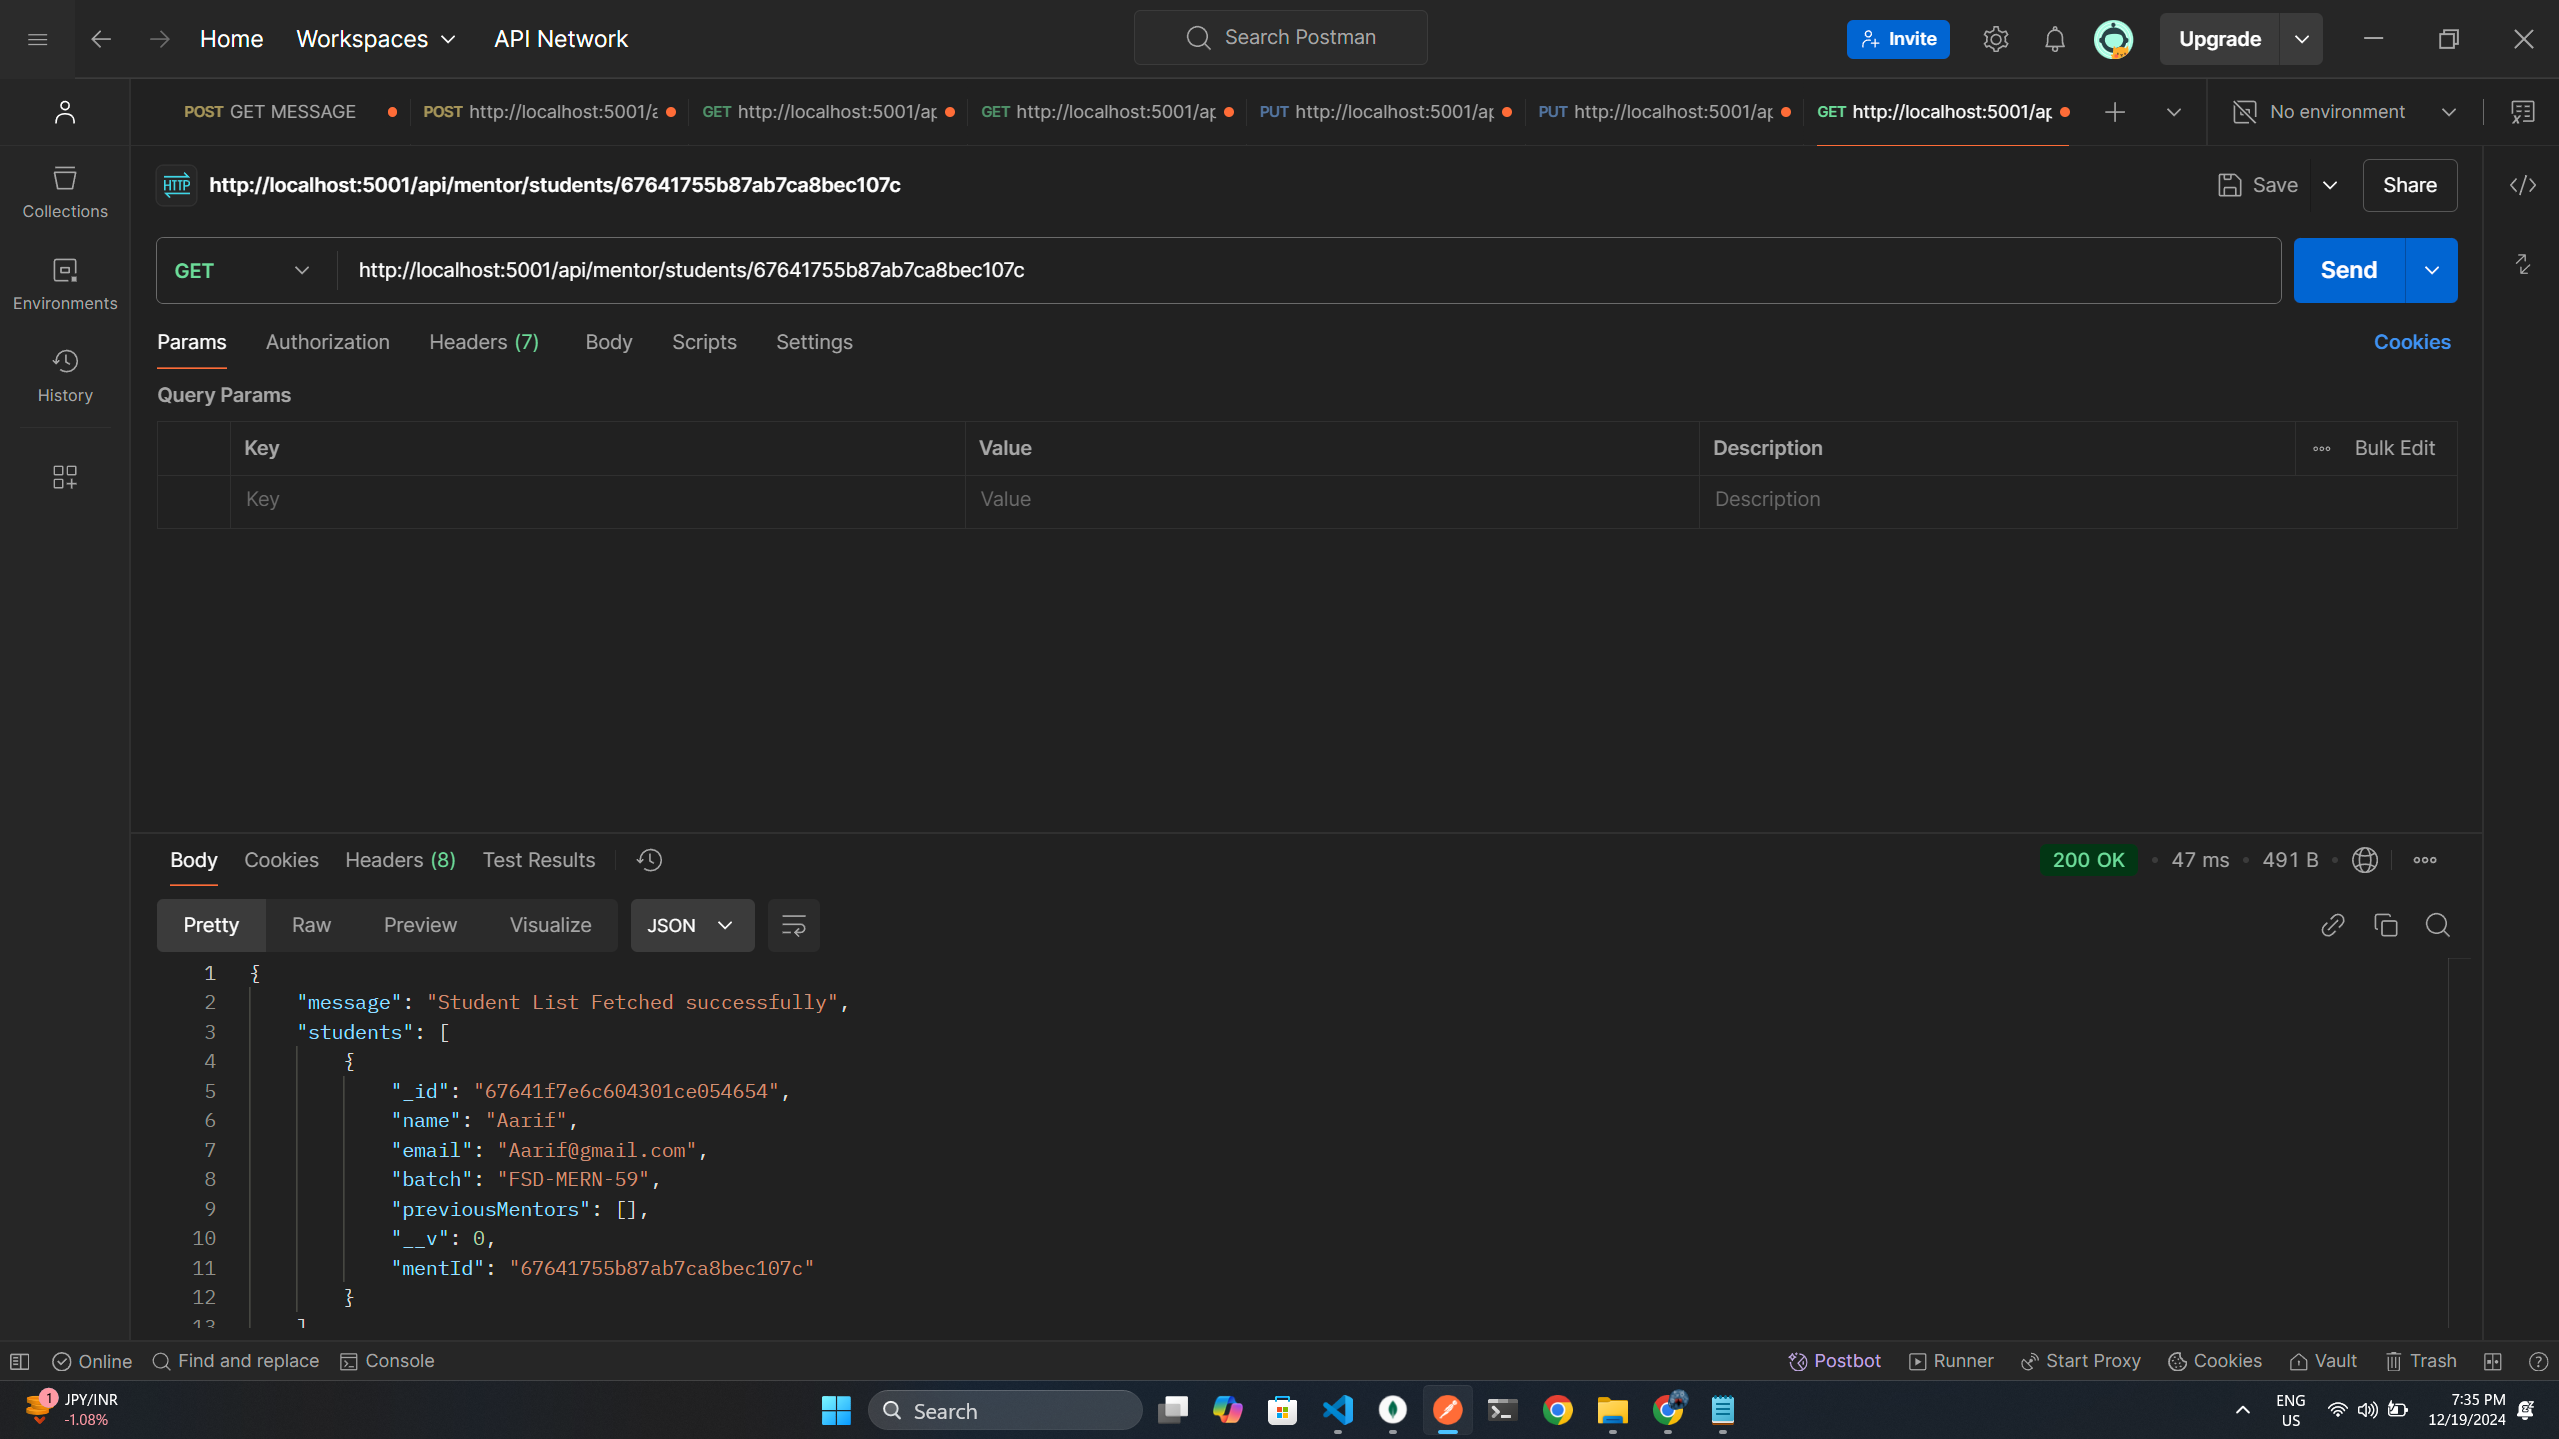 Home Workspaces API Network Search Postman Invite Upgrade
POST GET MESSAGE POST http://localhost:5001/a GET http://localhost:5001/ap GET http://localhost:5001/ap PUT http://localhost:5001/ap PUT http://localhost:5001/ap GET http://localhost:5001/ap No environment
Collections
Environments
History
HTTP http://localhost:5001/api/mentor/students/67641755b87ab7ca8bec107c Save Share
GET http://localhost:5001/api/mentor/students/67641755b87ab7ca8bec107c Send
Params Authorization Headers (7) Body Scripts Settings Cookies
Query Params
Key Value Description Bulk Edit
Key Value Description
Body Cookies Headers (8) Test Results 200 OK • 47 ms • 491 B •
Pretty Raw Preview Visualize JSON
1 {
2 "message": "Student List Fetched successfully",
3 "students": [
4 {
5 "_id": "67641f7e6c604301ce054654",
6 "name": "Aarif",
7 "email": "Aarif@gmail.com",
8 "batch": "FSD-MERN-59",
9 "previousMentors": [],
10 "__v": 0,
11 "mentId": "67641755b87ab7ca8bec107c"
12 }
13 ]
Online Find and replace Console Postbot Runner Start Proxy Cookies Vault Trash
1 JPY/INR
-1.08%
Search
ENG
US
7:35 PM
12/19/2024